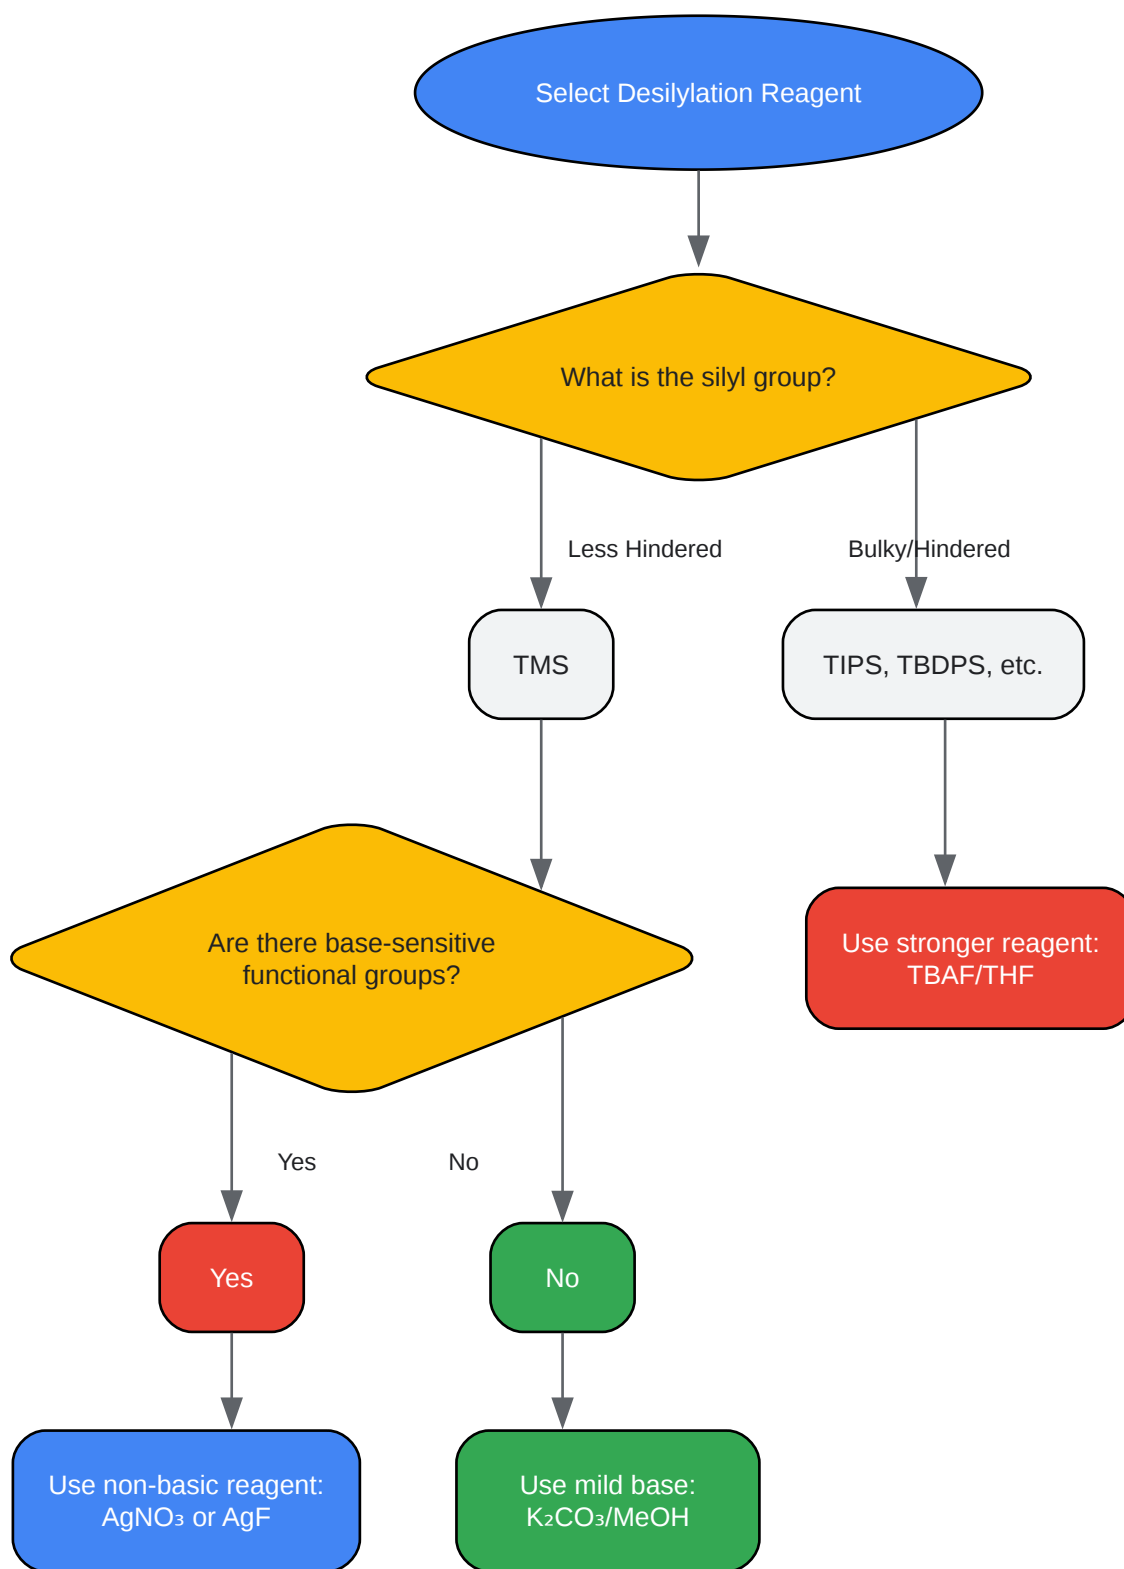 Select Desilylation Reagent
What is the silyl group?
Less Hindered
Bulky/Hindered
TMS
TIPS, TBDPS, etc.
Are there base-sensitive
functional groups?
Use stronger reagent:
TBAF/THF
Yes
No
Yes
No
Use non-basic reagent:
AgNO₃ or AgF
Use mild base:
K₂CO₃/MeOH